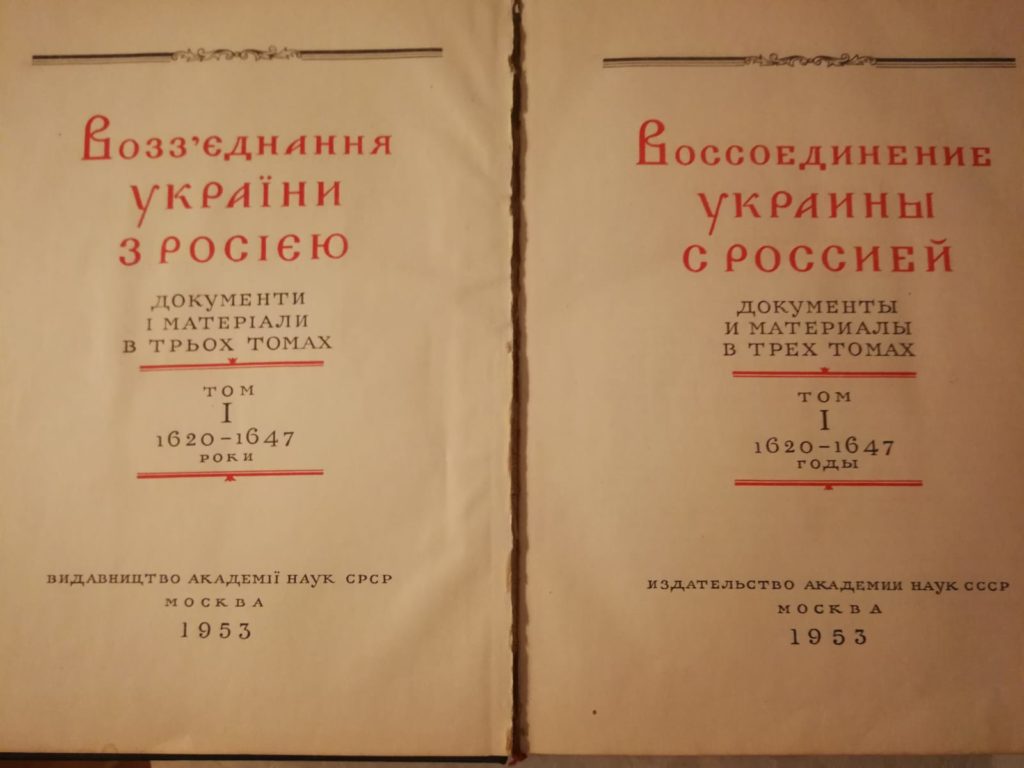 Возз'єднання
України
з Росією
ДОКУМЕНТИ
І МАТЕРІАЛИ
В ТРЬОХ ТОМАХ
ТОМ
I
1620–1647
РОКИ
ВИДАВНИЦТВО АКАДЕМІЇ НАУК СРСР
МОСКВА
1953
Воссоединение
Украины
с Россией
ДОКУМЕНТЫ
И МАТЕРИАЛЫ
В ТРЕХ ТОМАХ
ТОМ
I
1620–1647
ГОДЫ
ИЗДАТЕЛЬСТВО АКАДЕМИИ НАУК СССР
МОСКВА
1953